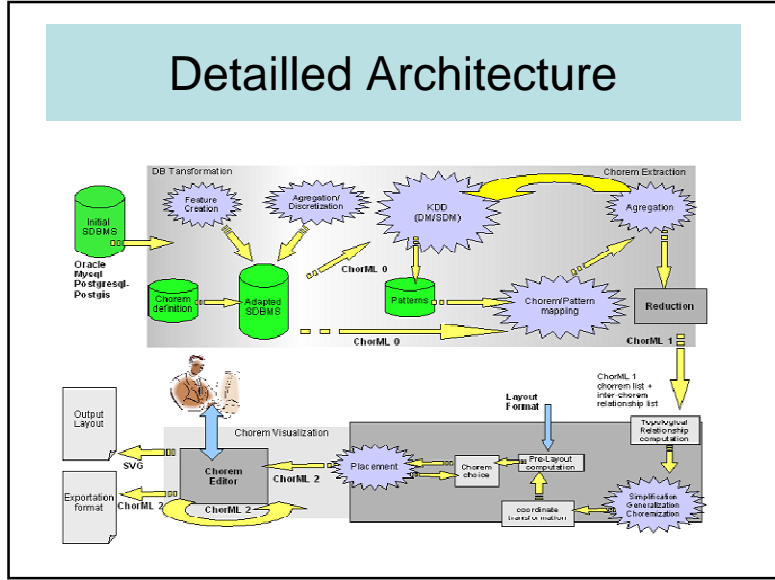 Detailled Architecture
DB Tansformation
Chorem Extraction
Feature
Creation
Agregation/
Discretization
KDD
(DM/SDM)
Agregation
Initial
SDBMS
Oracle
Mysql
Postgresql-
Postgis
ChorML 0
Chorem
definition
Adapted
SDBMS
Patterns
Chorem/Pattern
mapping
Reduction
ChorML 0
ChorML 1
ChorML 1
chorem list +
inter-chorem
relationship list
Layout
Format
Output
Layout
Chorem Visualization
Topological
Relationship
computation
SVG
Chorem
Editor
ChorML 2
Placement
Chorem
choice
Pre-Layout
computation
Exportation
format
ChorML 2
ChorML 2
coordinate
transformation
Simplification
Generalization
Choremization